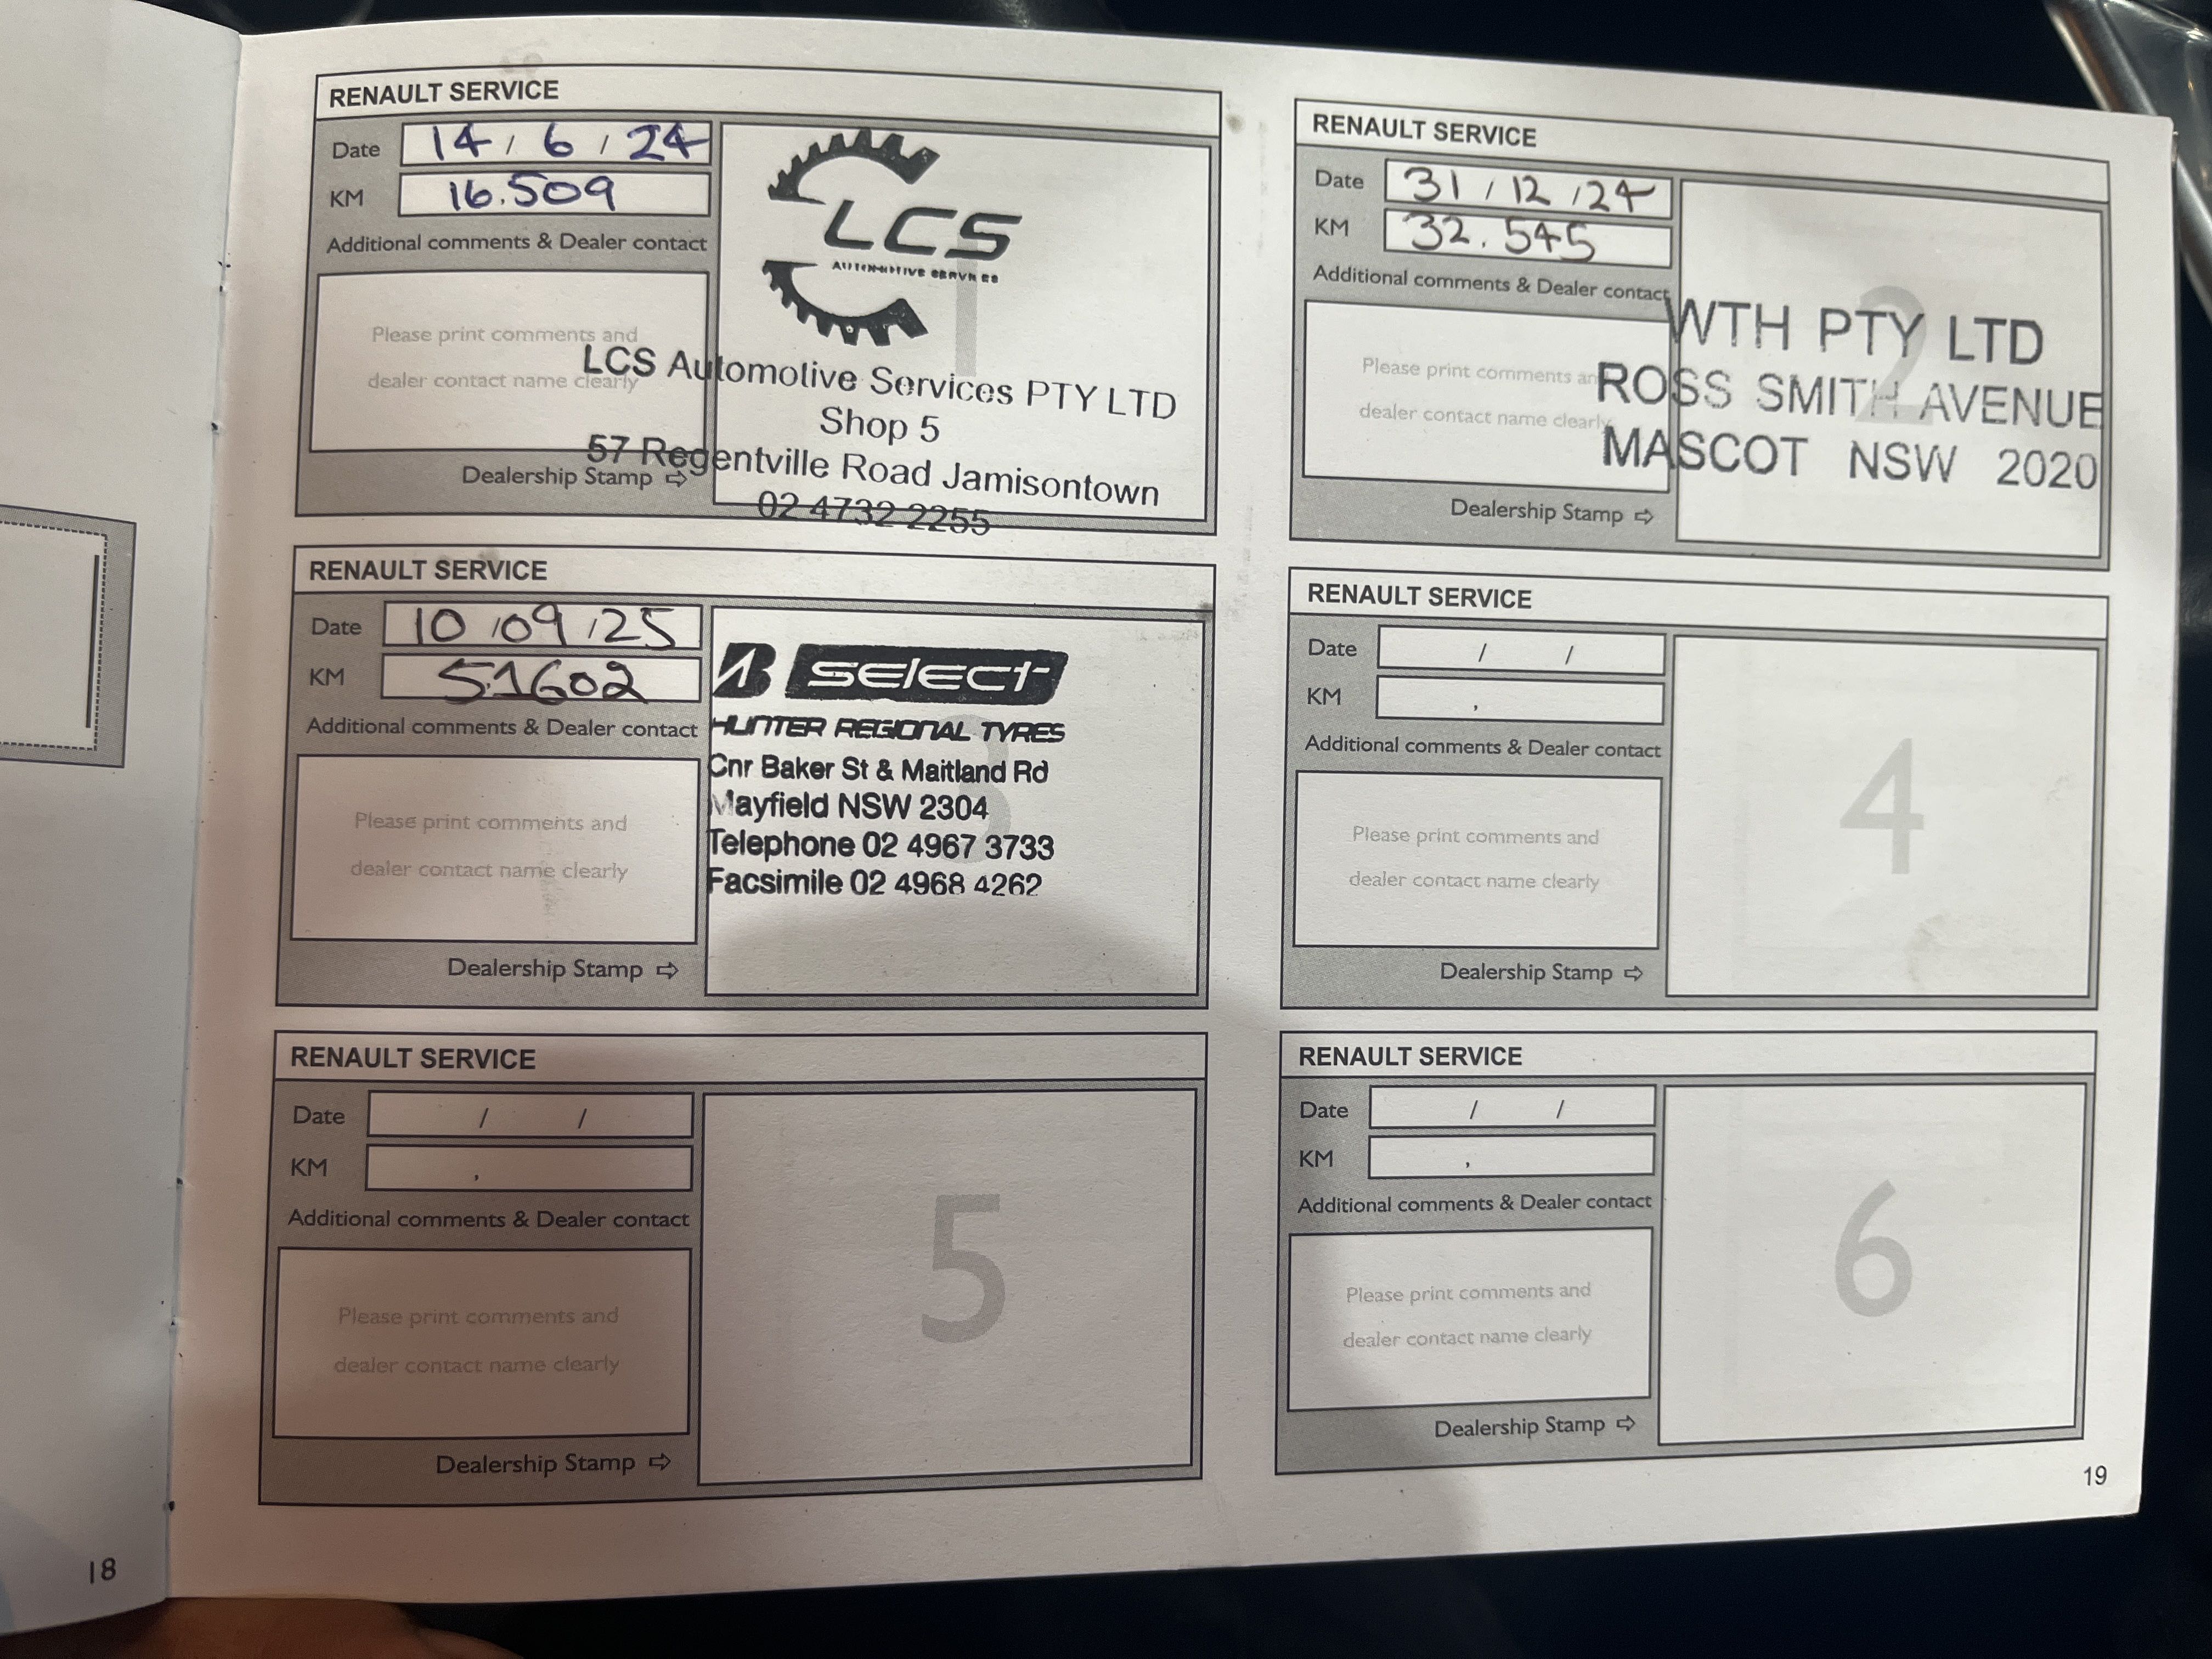 RENAULT SERVICE
Date 14 / 6 / 24
KM 16.509
Additional comments & Dealer contact
Please print comments and
dealer contact name clearly
Dealership Stamp ⇨
1
LCS
AUTOMOTIVE SERVICES
LCS Automotive Services PTY LTD
Shop 5
57 Regentville Road Jamisontown
02 4732 2255
RENAULT SERVICE
Date 31 / 12 / 24
KM 32.545
Additional comments & Dealer contact
Please print comments and
dealer contact name clearly
Dealership Stamp ⇨
2
WTH PTY LTD
ROSS SMITH AVENUE
MASCOT NSW 2020
RENAULT SERVICE
Date 10 / 09 / 25
KM 51602
Additional comments & Dealer contact
Please print comments and
dealer contact name clearly
Dealership Stamp ⇨
3
B SELECT
HUNTER REGIONAL TYRES
Cnr Baker St & Maitland Rd
Mayfield NSW 2304
Telephone 02 4967 3733
Facsimile 02 4968 4262
RENAULT SERVICE
Date / /
KM ,
Additional comments & Dealer contact
Please print comments and
dealer contact name clearly
Dealership Stamp ⇨
4
RENAULT SERVICE
Date / /
KM ,
Additional comments & Dealer contact
Please print comments and
dealer contact name clearly
Dealership Stamp ⇨
5
RENAULT SERVICE
Date / /
KM ,
Additional comments & Dealer contact
Please print comments and
dealer contact name clearly
Dealership Stamp ⇨
6
18
19